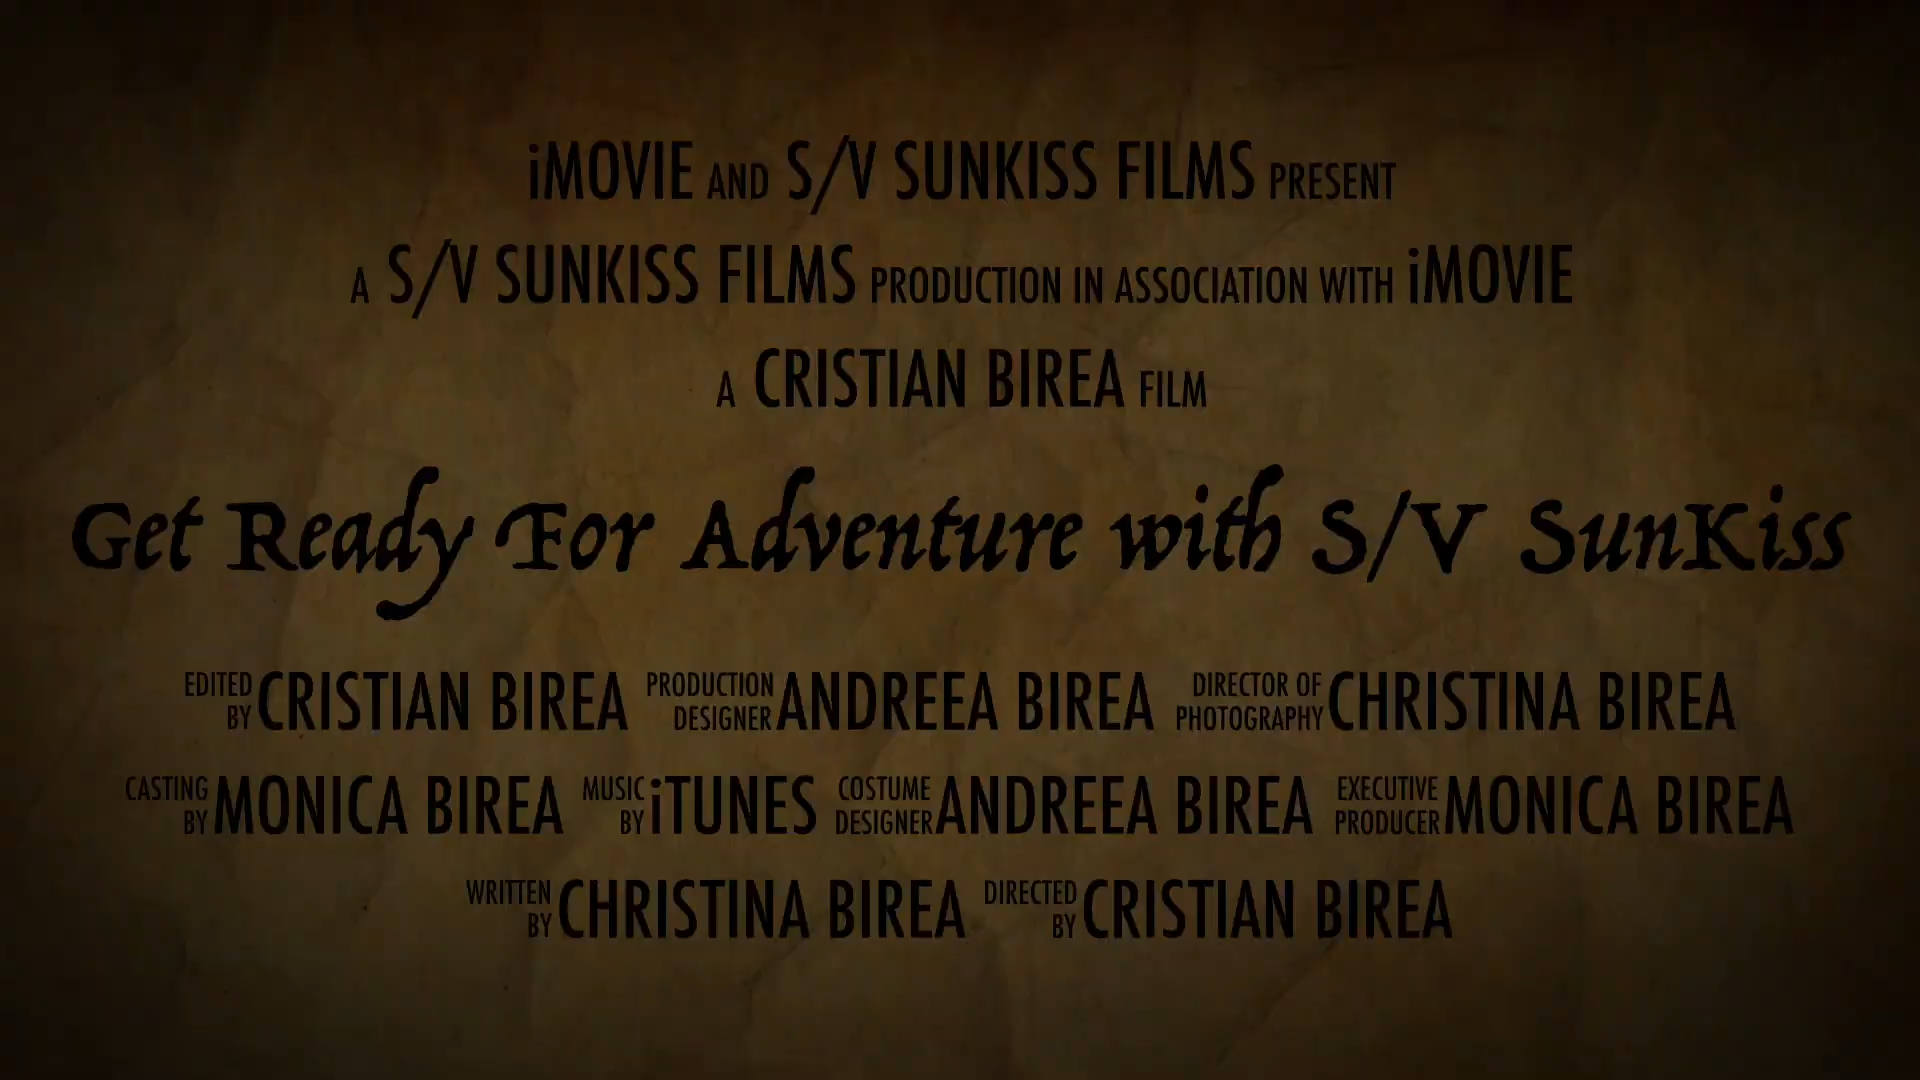 iMOVIE AND S/V SUNKISS FILMS PRESENT
A S/V SUNKISS FILMS PRODUCTION IN ASSOCIATION WITH iMOVIE
A CRISTIAN BIREA FILM
Get Ready For Adventure with S/V SunKiss
EDITED BY CRISTIAN BIREA PRODUCTION DESIGNER ANDREEA BIREA DIRECTOR OF PHOTOGRAPHY CHRISTINA BIREA
CASTING BY MONICA BIREA MUSIC BY iTUNES COSTUME DESIGNER ANDREEA BIREA EXECUTIVE PRODUCER MONICA BIREA
WRITTEN BY CHRISTINA BIREA DIRECTED BY CRISTIAN BIREA